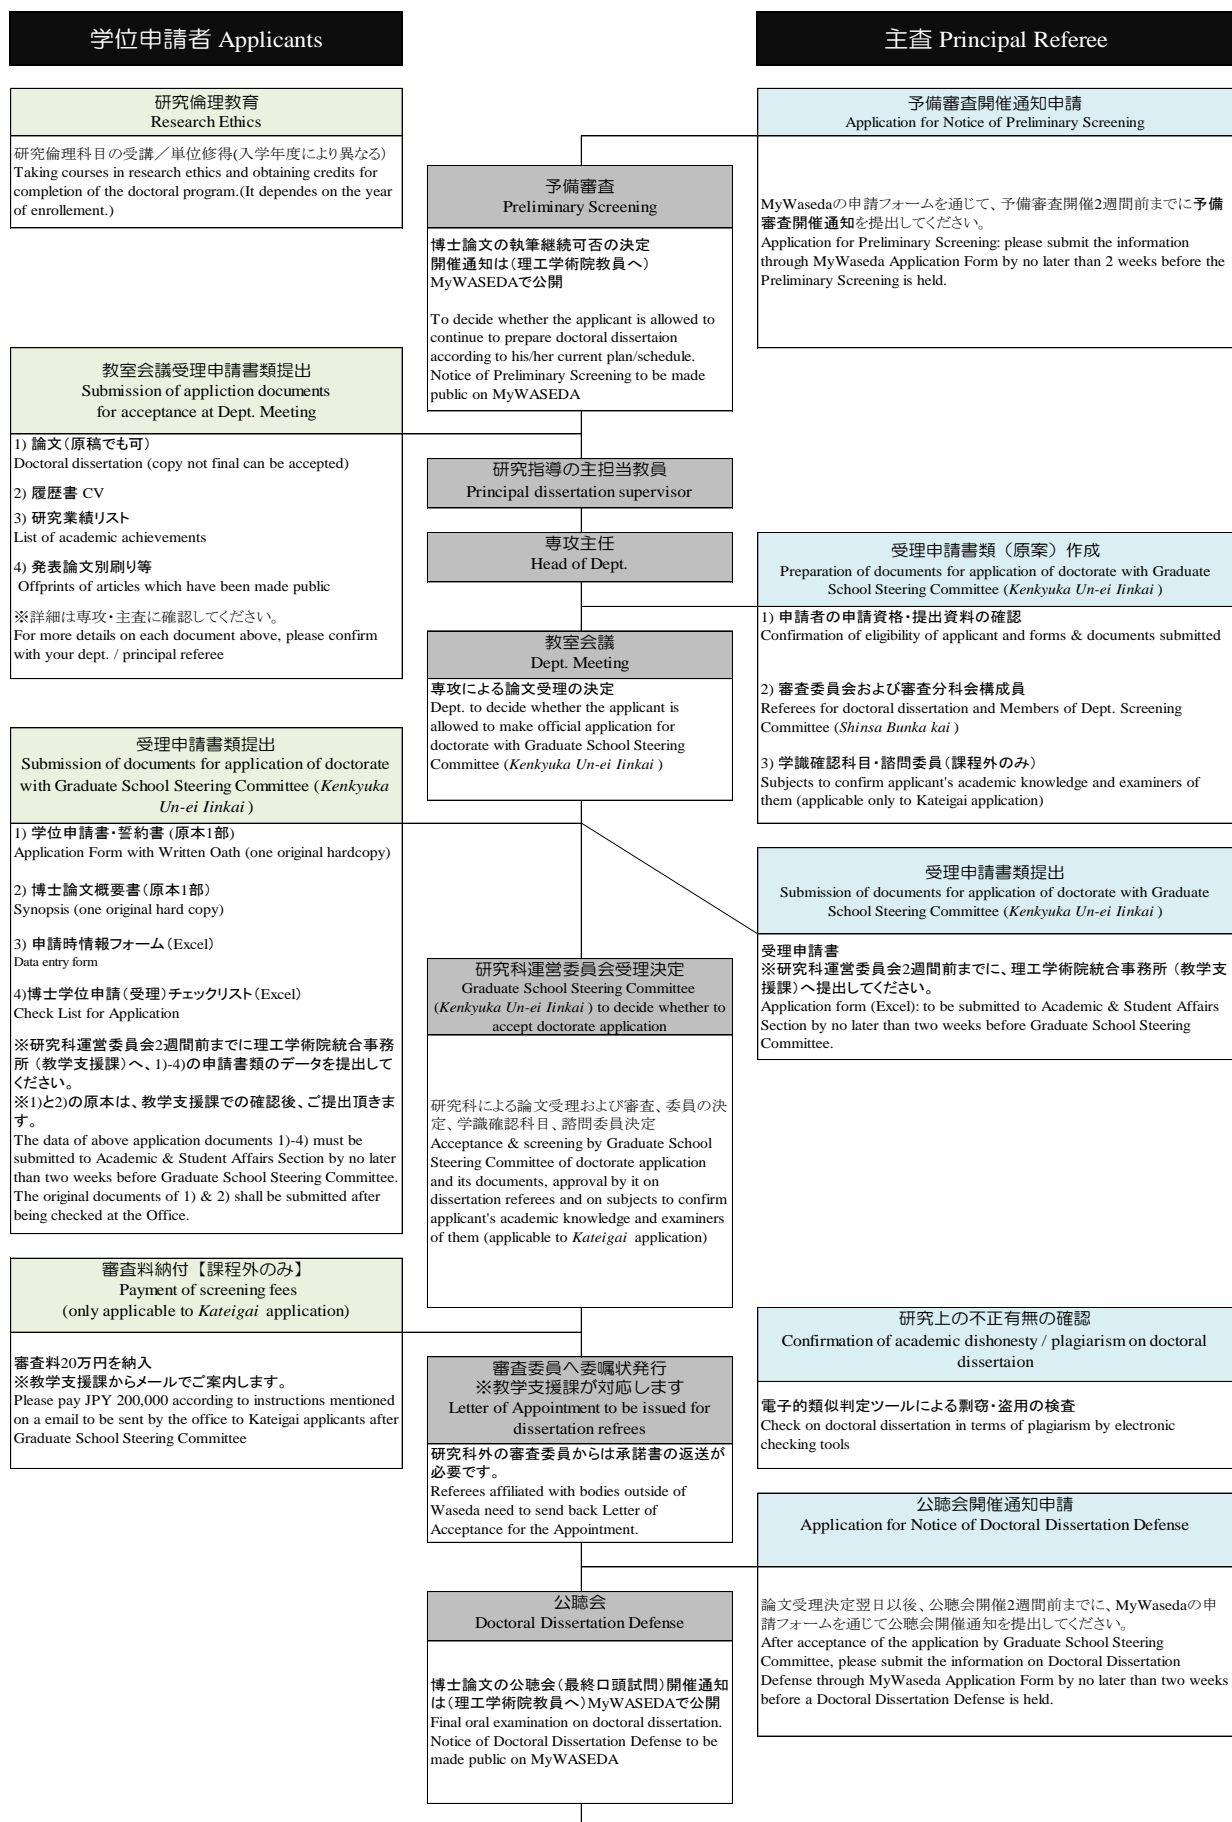 学位申請者 Applicants
主査 Principal Referee
研究倫理教育
Research Ethics
研究倫理科目の受講／単位修得(入学年度により異なる)
Taking courses in research ethics and obtaining credits for
completion of the doctoral program.(It dependes on the year
of enrollement.)
予備審査開催通知申請
Application for Notice of Preliminary Screening
MyWasedaの申請フォームを通じて、予備審査開催2週間前までに予備
審査開催通知を提出してください。
Application for Preliminary Screening: please submit the information
through MyWaseda Application Form by no later than 2 weeks before the
Preliminary Screening is held.
予備審査
Preliminary Screening
博士論文の執筆継続可否の決定
開催通知は（理工学術院教員へ）
MyWASEDAで公開
To decide whether the applicant is allowed to
continue to prepare doctoral dissertaion
according to his/her current plan/schedule.
Notice of Preliminary Screening to be made
public on MyWASEDA
教室会議受理申請書類提出
Submission of appliction documents
for acceptance at Dept. Meeting
1) 論文（原稿でも可）
Doctoral dissertation (copy not final can be accepted)
2) 履歴書 CV
3) 研究業績リスト
List of academic achievements
4) 発表論文別刷り等
Offprints of articles which have been made public
※詳細は専攻・主査に確認してください。
For more details on each document above, please confirm
with your dept. / principal referee
研究指導の主担当教員
Principal dissertation supervisor
専攻主任
Head of Dept.
受理申請書類（原案）作成
Preparation of documents for application of doctorate with Graduate
School Steering Committee (Kenkyuka Un-ei Iinkai )
1) 申請者の申請資格・提出資料の確認
Confirmation of eligibility of applicant and forms & documents submitted
2) 審査委員会および審査分科会構成員
Referees for doctoral dissertation and Members of Dept. Screening
Committee (Shinsa Bunka kai )
3) 学識確認科目・諮問委員（課程外のみ）
Subjects to confirm applicant's academic knowledge and examiners of
them (applicable only to Kateigai application)
教室会議
Dept. Meeting
専攻による論文受理の決定
Dept. to decide whether the applicant is
allowed to make official application for
doctorate with Graduate School Steering
Committee (Kenkyuka Un-ei Iinkai )
受理申請書類提出
Submission of documents for application of doctorate
with Graduate School Steering Committee (Kenkyuka
Un-ei Iinkai )
1) 学位申請書・誓約書 (原本1部)
Application Form with Written Oath (one original hardcopy)
2) 博士論文概要書（原本1部）
Synopsis (one original hard copy)
3) 申請時情報フォーム（Excel）
Data entry form
4)博士学位申請（受理）チェックリスト（Excel）
Check List for Application
※研究科運営委員会2週間前までに理工学術院統合事務
所（教学支援課）へ、1)-4)の申請書類のデータを提出して
ください。
※1)と2)の原本は、教学支援課での確認後、ご提出頂きま
す。
The data of above application documents 1)-4) must be
submitted to Academic & Student Affairs Section by no later
than two weeks before Graduate School Steering Committee.
The original documents of 1) & 2) shall be submitted after
being checked at the Office.
受理申請書類提出
Submission of documents for application of doctorate with Graduate
School Steering Committee (Kenkyuka Un-ei Iinkai )
受理申請書
※研究科運営委員会2週間前までに、理工学術院統合事務所（教学支
援課）へ提出してください。
Application form (Excel): to be submitted to Academic & Student Affairs
Section by no later than two weeks before Graduate School Steering
Committee.
研究科運営委員会受理決定
Graduate School Steering Committee
(Kenkyuka Un-ei Iinkai ) to decide whether to
accept doctorate application
研究科による論文受理および審査、委員の決
定、学識確認科目、諮問委員決定
Acceptance & screening by Graduate School
Steering Committee of doctorate application
and its documents, approval by it on
dissertation referees and on subjects to confirm
applicant's academic knowledge and examiners
of them (applicable to Kateigai application)
審査料納付【課程外のみ】
Payment of screening fees
(only applicable to Kateigai application)
審査料20万円を納入
※教学支援課からメールでご案内します。
Please pay JPY 200,000 according to instructions mentioned
on a email to be sent by the office to Kateigai applicants after
Graduate School Steering Committee
研究上の不正有無の確認
Confirmation of academic dishonesty / plagiarism on doctoral
dissertaion
電子的類似判定ツールによる剽窃・盗用の検査
Check on doctoral dissertation in terms of plagiarism by electronic
checking tools
審査委員へ委嘱状発行
※教学支援課が対応します
Letter of Appointment to be issued for
dissertation refrees
研究科外の審査委員からは承諾書の返送が
必要です。
Referees affiliated with bodies outside of
Waseda need to send back Letter of
Acceptance for the Appointment.
公聴会開催通知申請
Application for Notice of Doctoral Dissertation Defense
論文受理決定翌日以後、公聴会開催2週間前までに、MyWasedaの申
請フォームを通じて公聴会開催通知を提出してください。
After acceptance of the application by Graduate School Steering
Committee, please submit the information on Doctoral Dissertation
Defense through MyWaseda Application Form by no later than two weeks
before a Doctoral Dissertation Defense is held.
公聴会
Doctoral Dissertation Defense
博士論文の公聴会（最終口頭試問）開催通知
は（理工学術院教員へ）MyWASEDAで公開
Final oral examination on doctoral dissertation.
Notice of Doctoral Dissertation Defense to be
made public on MyWASEDA